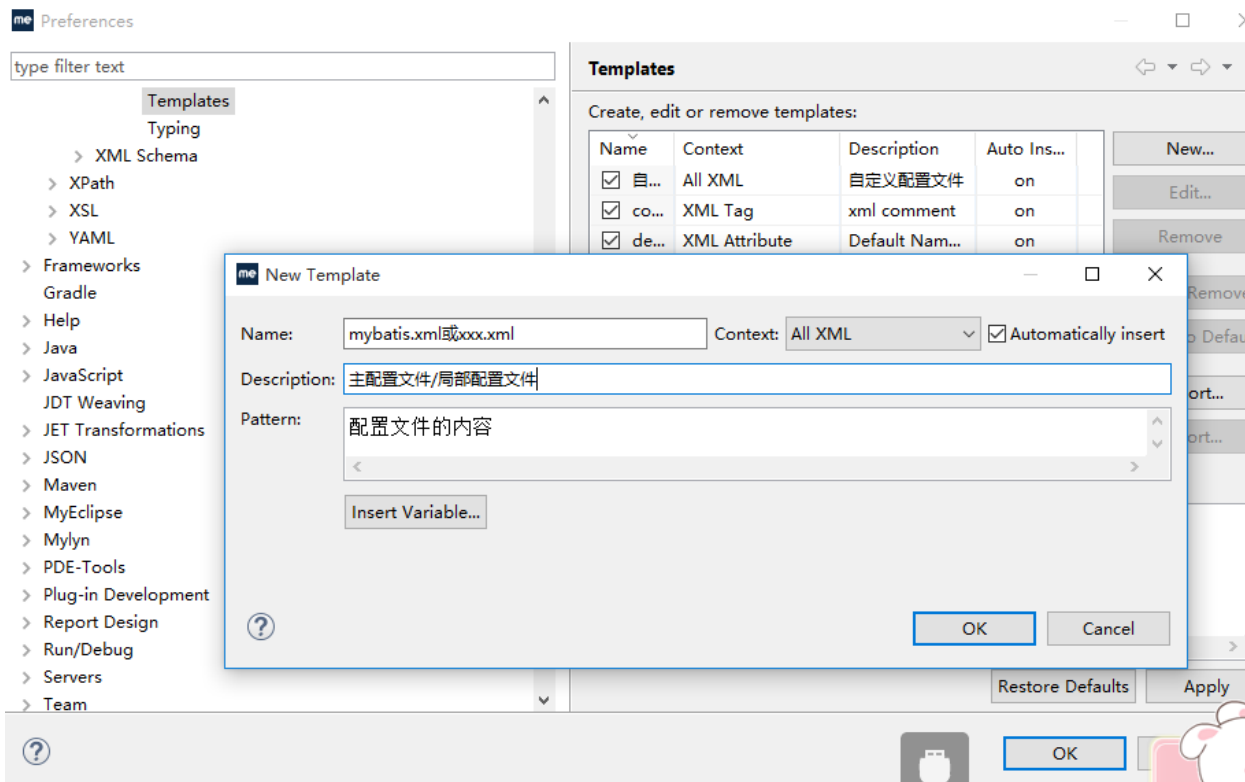 me Preferences
type filter text
Templates
Typing
XML Schema
XPath
XSL
YAML
Frameworks
Gradle
Help
Java
JavaScript
JDT Weaving
JET Transformations
JSON
Maven
MyEclipse
Mylyn
PDE-Tools
Plug-in Development
Report Design
Run/Debug
Servers
Team
Templates
Create, edit or remove templates:
Name Context Description Auto Ins...
自... All XML 自定义配置文件 on
co... XML Tag xml comment on
de... XML Attribute Default Nam... on
New...
Edit...
Remove
Remove
Defau
ort...
ort...
me New Template
Name: mybatis.xml或xxx.xml Context: All XML Automatically insert
Description: 主配置文件/局部配置文件
Pattern: 配置文件的内容
Insert Variable...
OK Cancel
Restore Defaults Apply
OK